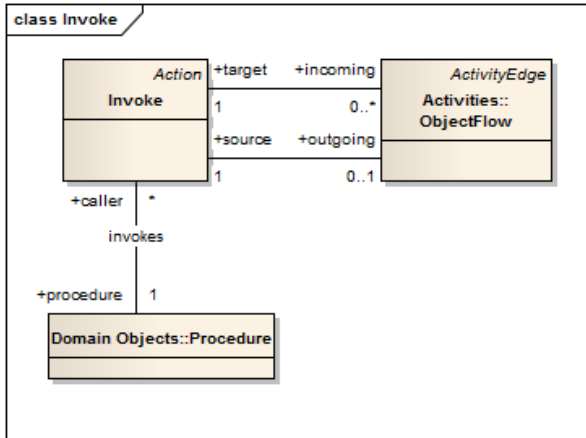 class Invoke
Action
Invoke
+target
+incoming
ActivityEdge
Activities::
ObjectFlow
1
0..*
+source
+outgoing
1
0..1
+caller
*
invokes
+procedure
1
Domain Objects::Procedure